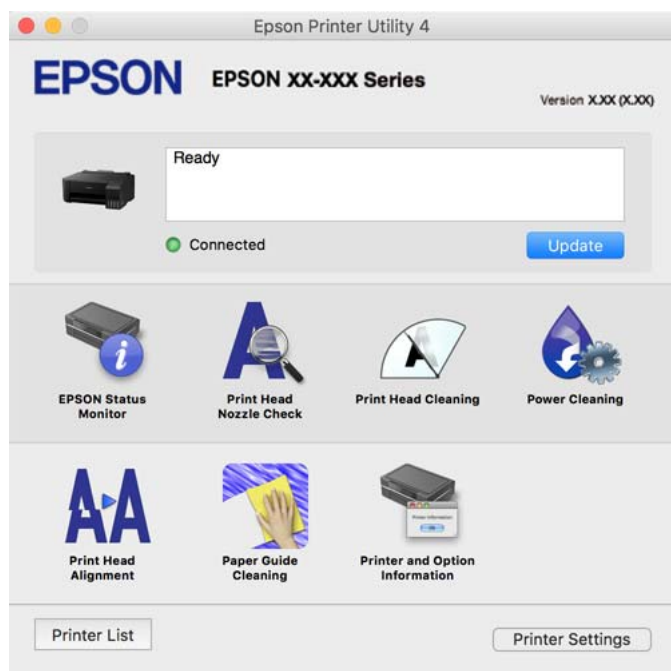 Epson Printer Utility 4
EPSON
EPSON XX-XXX Series
Version X.XX (X.XX)
Ready
Connected
Update
EPSON Status
Monitor
Print Head
Nozzle Check
Print Head Cleaning
Power Cleaning
Print Head
Alignment
Paper Guide
Cleaning
Printer and Option
Information
Printer List
Printer Settings